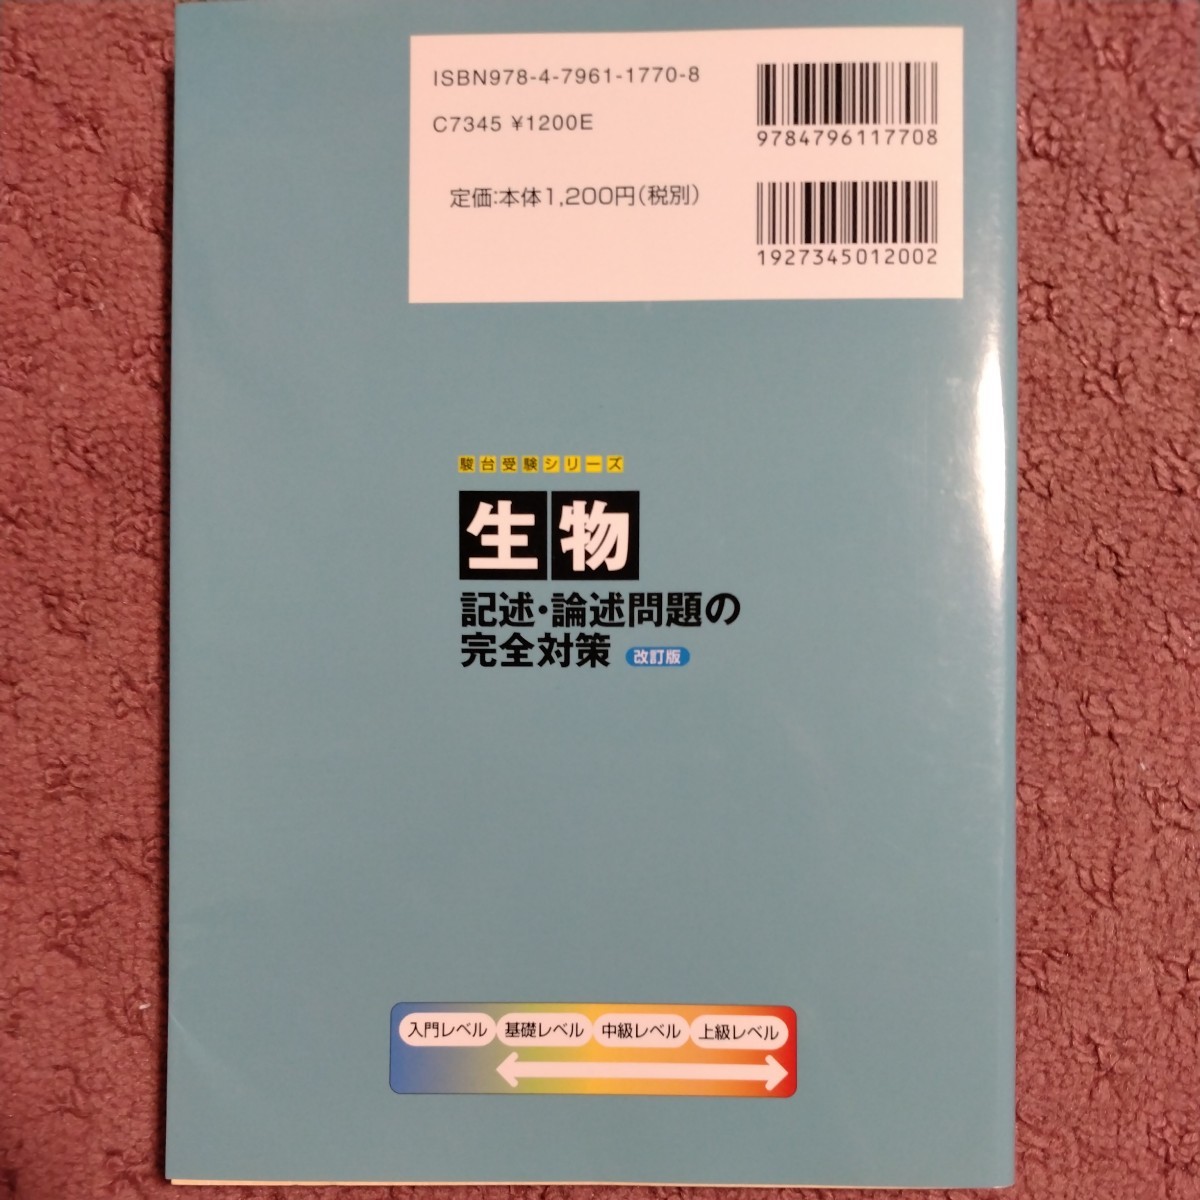 ISBN978-4-7961-1770-8
C7345 ¥1200E
定価:本体1,200円(税別)
9784796117708
1927345012002
駿台受験シリーズ
生物
記述・論述問題の
完全対策 改訂版
入門レベル 基礎レベル 中級レベル 上級レベル